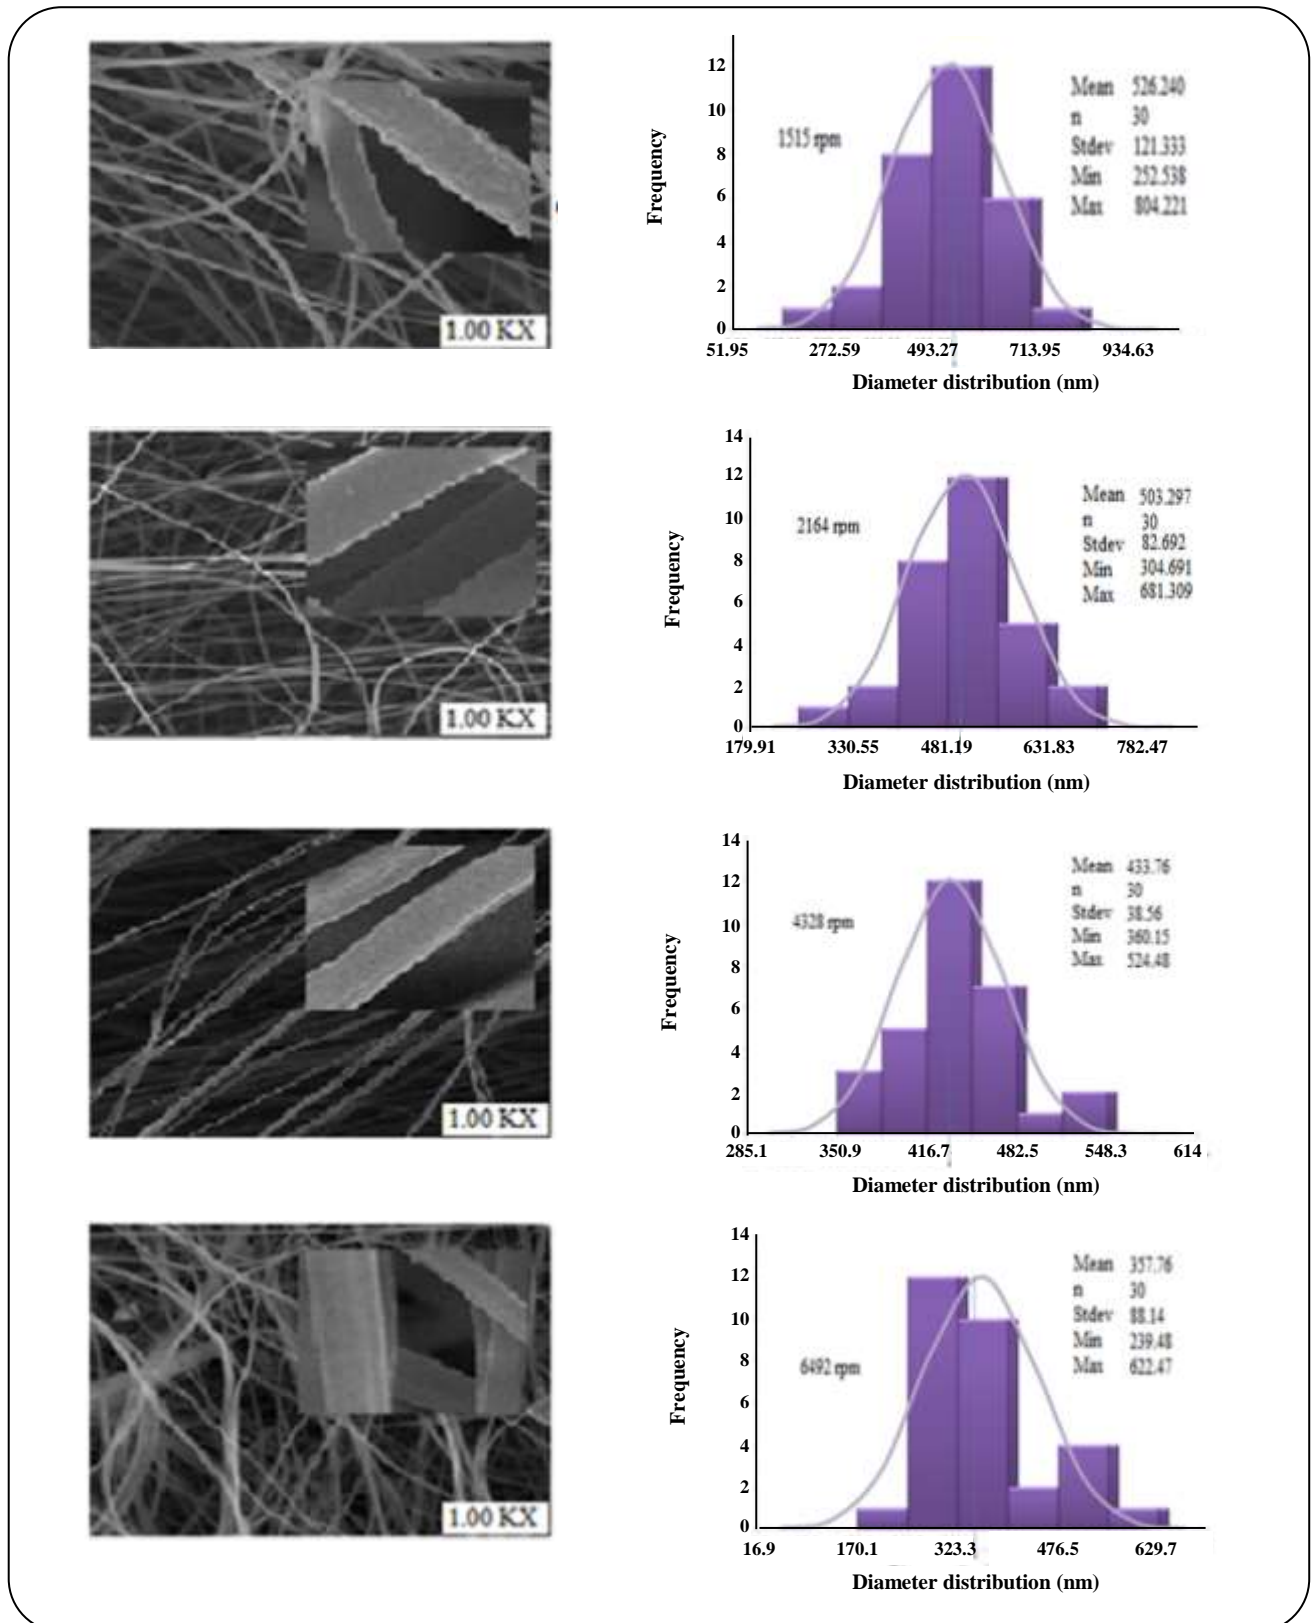 1.00 KX
12
10
8
6
4
2
0
Frequency
1515 rpm
Mean 526.240
n 30
Stdev 121.333
Min 252.538
Max 804.221
51.95 272.59 493.27 713.95 934.63
Diameter distribution (nm)
1.00 KX
14
12
10
8
6
4
2
0
Frequency
2164 rpm
Mean 503.297
n 30
Stdev 82.692
Min 304.691
Max 681.309
179.91 330.55 481.19 631.83 782.47
Diameter distribution (nm)
1.00 KX
14
12
10
8
6
4
2
0
Frequency
4328 rpm
Mean 433.76
n 30
Stdev 38.56
Min 360.15
Max 524.48
285.1 350.9 416.7 482.5 548.3 614
Diameter distribution (nm)
1.00 KX
14
12
10
8
6
4
2
0
Frequency
6492 rpm
Mean 357.76
n 30
Stdev 88.14
Min 239.48
Max 622.47
16.9 170.1 323.3 476.5 629.7
Diameter distribution (nm)